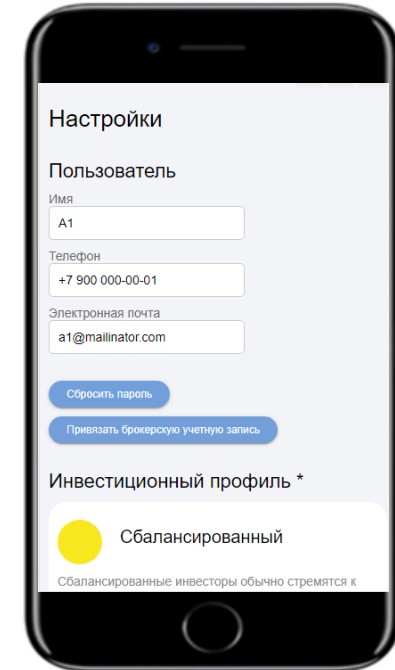 Настройки
Пользователь
Имя
А1
Телефон
+7 900 000-00-01
Электронная почта
a1@mailinator.com
Сбросить пароль
Привязать брокерскую учетную запись
Инвестиционный профиль *
Сбалансированный
Сбалансированные инвесторы обычно стремятся к